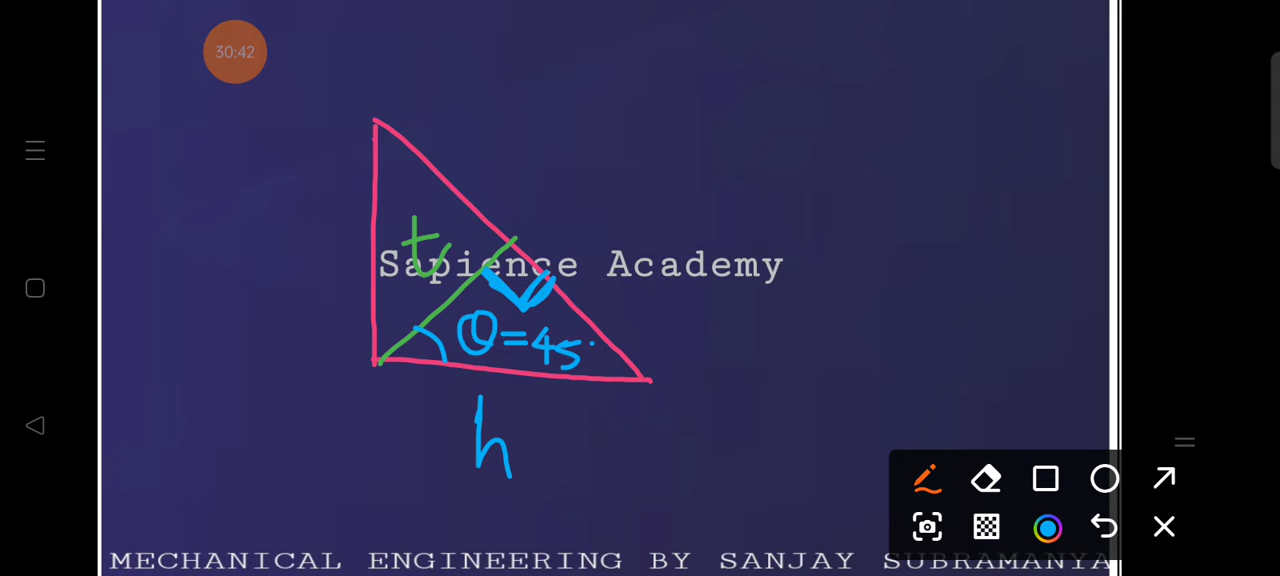 30:42
t
Sapience Academy
θ=45
h
MECHANICAL ENGINEERING BY SANJAY SUBRAMANYA